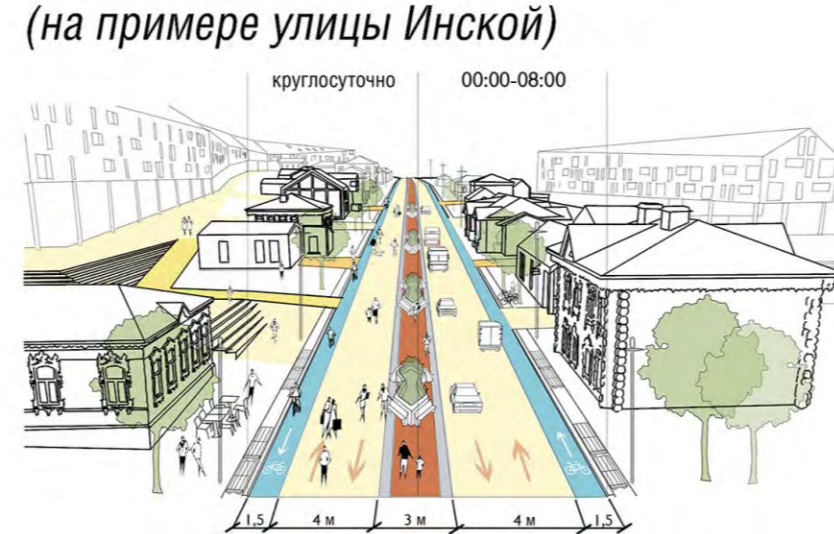 (на примере улицы Инской)
круглосуточно 00:00-08:00
1,5 4 м 3 м 4 м 1,5